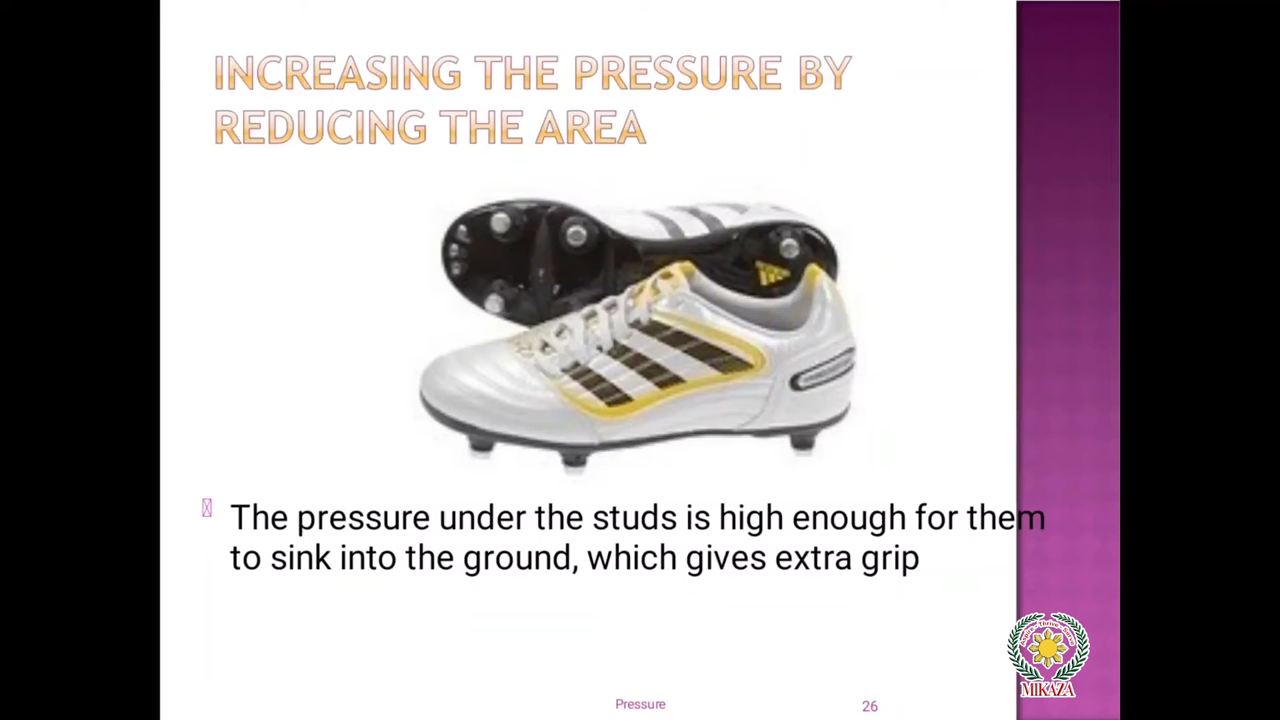 INCREASING THE PRESSURE BY
REDUCING THE AREA
The pressure under the studs is high enough for them
to sink into the ground, which gives extra grip
Pressure
26
Thrive
MIKAZA